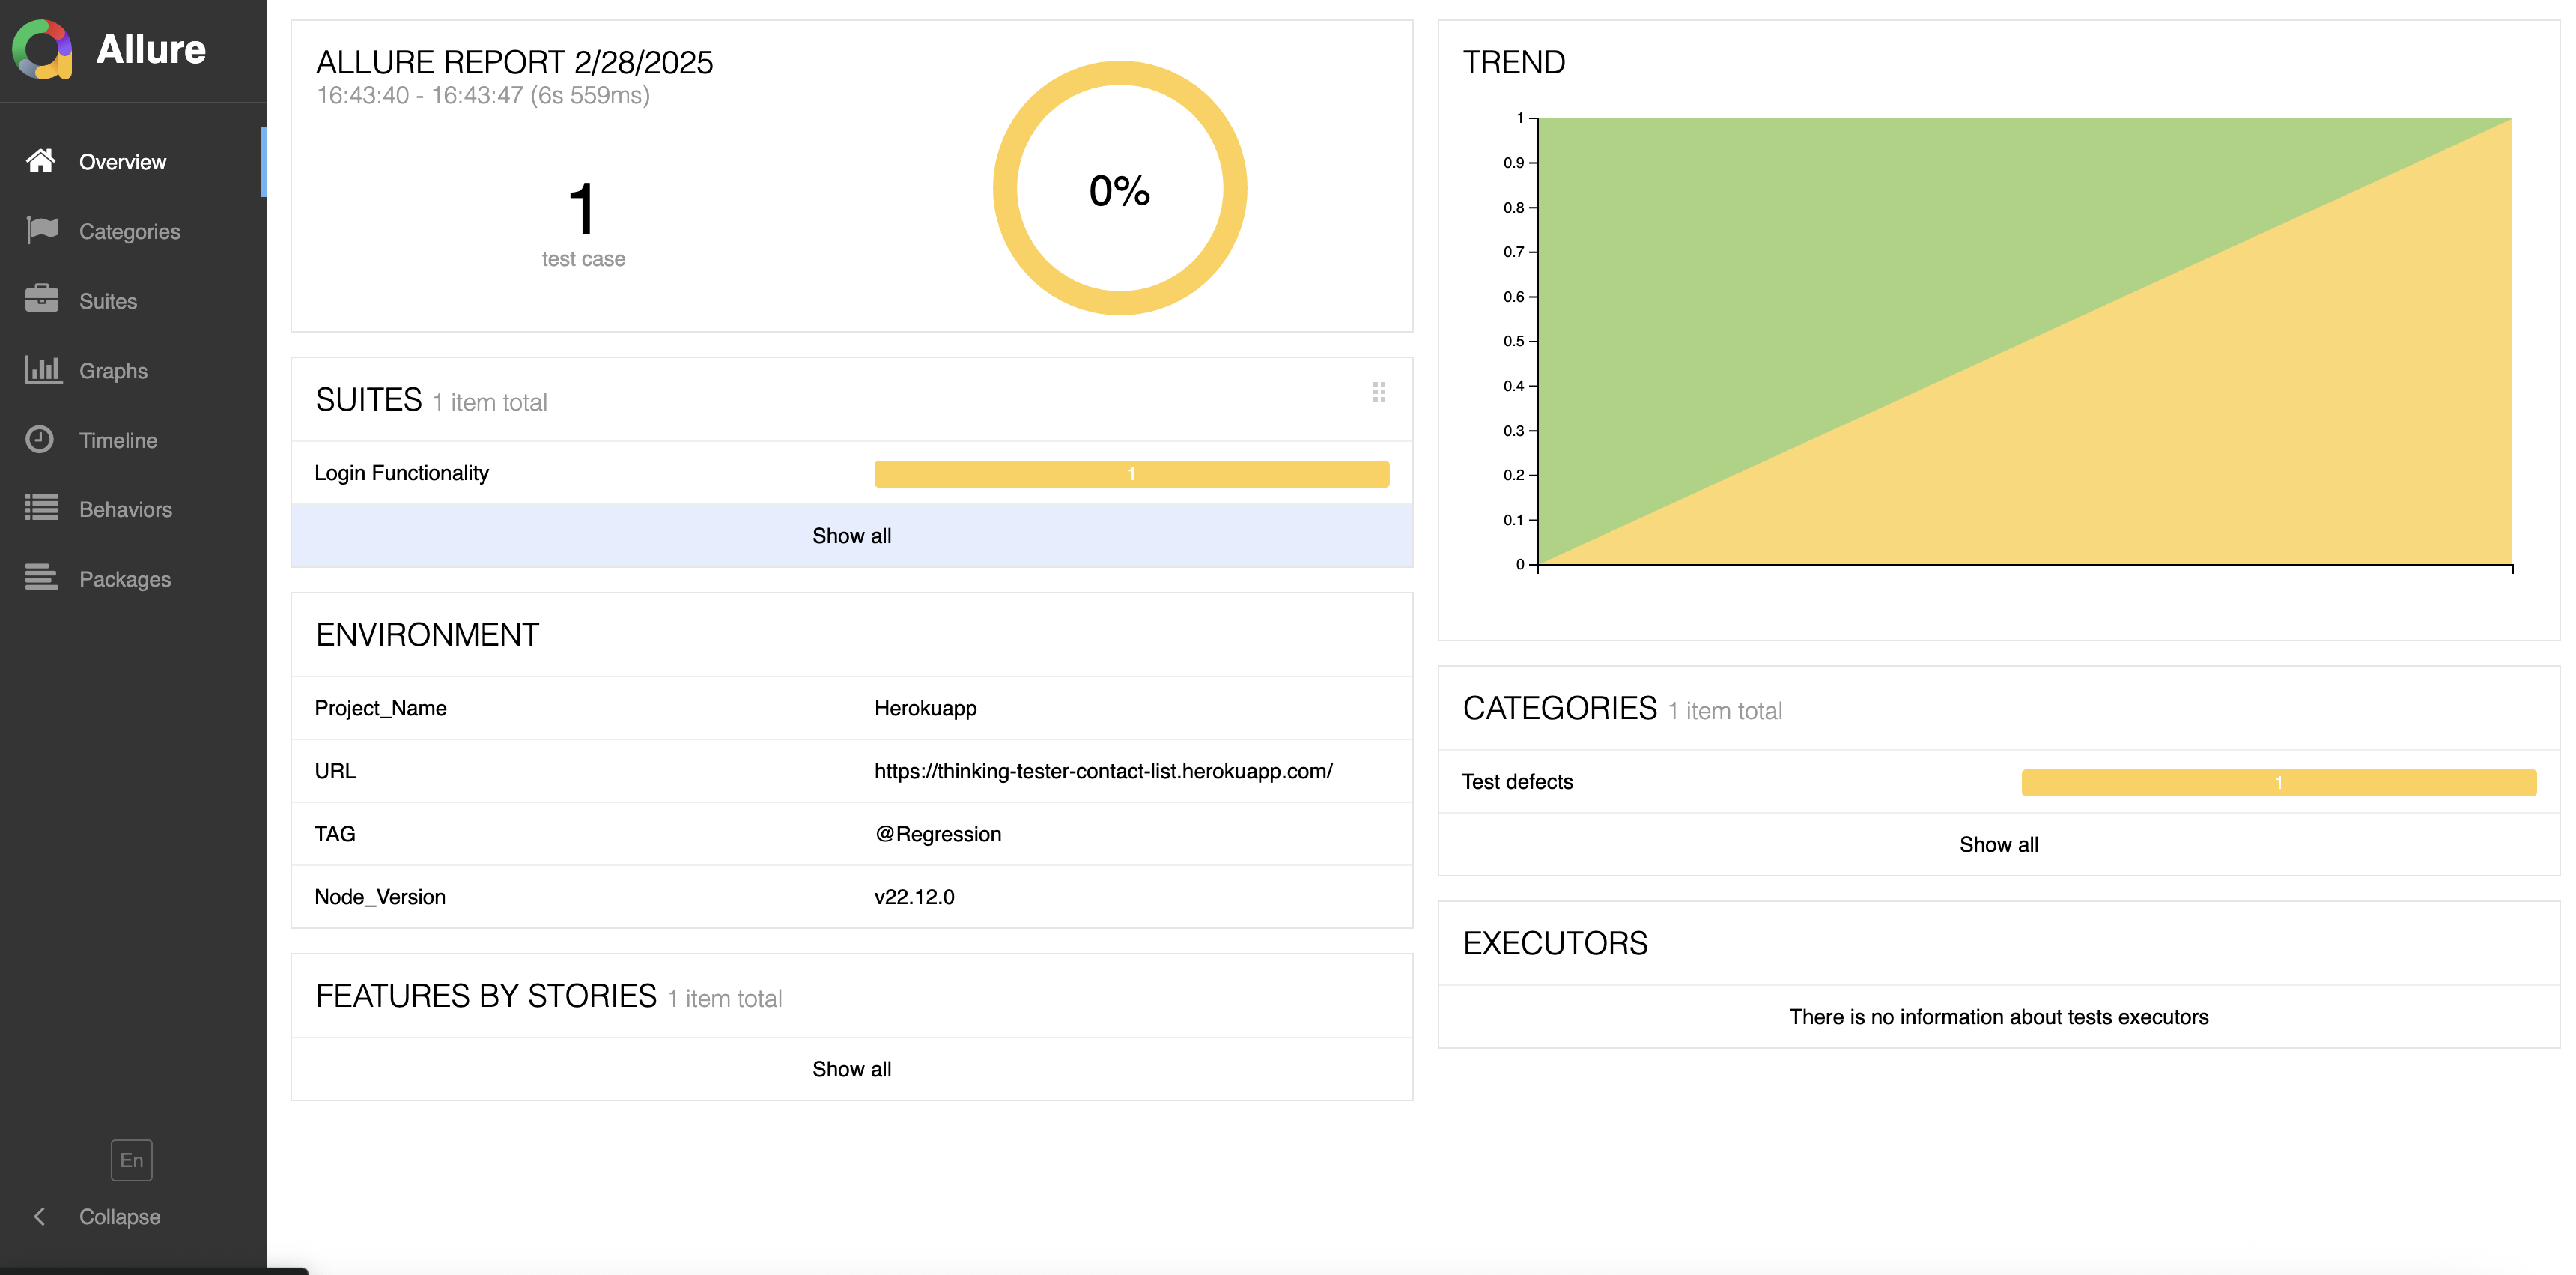 Allure
Overview
Categories
Suites
Graphs
Timeline
Behaviors
Packages
En
Collapse
ALLURE REPORT 2/28/2025
16:43:40 - 16:43:47 (6s 559ms)
1
test case
0%
SUITES 1 item total
Login Functionality 1
Show all
ENVIRONMENT
Project_Name Herokuapp
URL https://thinking-tester-contact-list.herokuapp.com/
TAG @Regression
Node_Version v22.12.0
FEATURES BY STORIES 1 item total
Show all
TREND
1
0.9
0.8
0.7
0.6
0.5
0.4
0.3
0.2
0.1
0
CATEGORIES 1 item total
Test defects 1
Show all
EXECUTORS
There is no information about tests executors